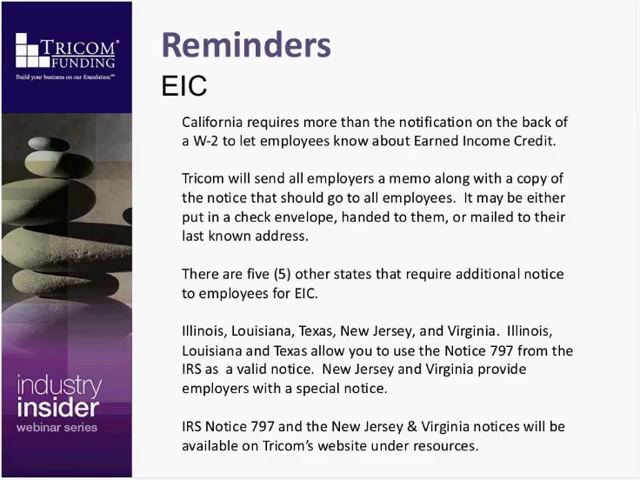 TRICOM®
FUNDING
Build your business on our foundation.℠
Reminders
EIC
California requires more than the notification on the back of
a W-2 to let employees know about Earned Income Credit.
Tricom will send all employers a memo along with a copy of
the notice that should go to all employees.  It may be either
put in a check envelope, handed to them, or mailed to their
last known address.
There are five (5) other states that require additional notice
to employees for EIC.
Illinois, Louisiana, Texas, New Jersey, and Virginia.  Illinois,
Louisiana and Texas allow you to use the Notice 797 from the
IRS as  a valid notice.  New Jersey and Virginia provide
employers with a special notice.
IRS Notice 797 and the New Jersey & Virginia notices will be
available on Tricom’s website under resources.
industry
insider
webinar series